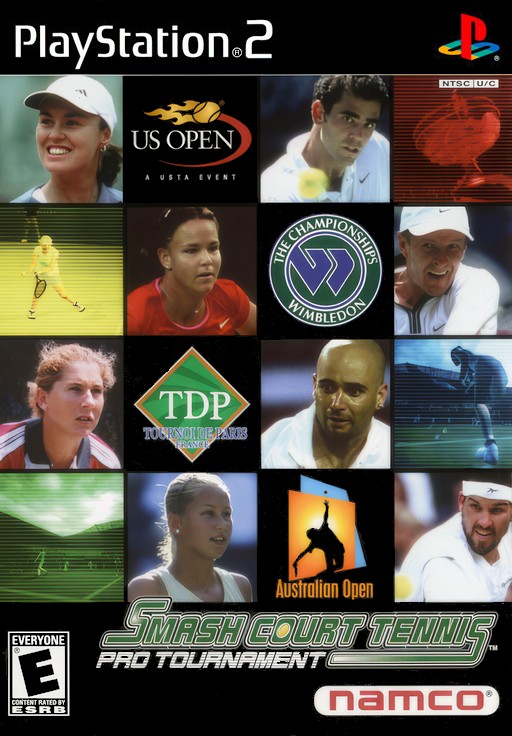 PlayStation®2
®
NTSC U/C
US OPEN
A USTA EVENT
THE CHAMPIONSHIPS
WIMBLEDON
TDP
TOURNOI DE PARIS
FRANCE
Australian Open
SMASH COURT TENNIS™
PRO TOURNAMENT
EVERYONE
E
CONTENT RATED BY
ESRB
namco®